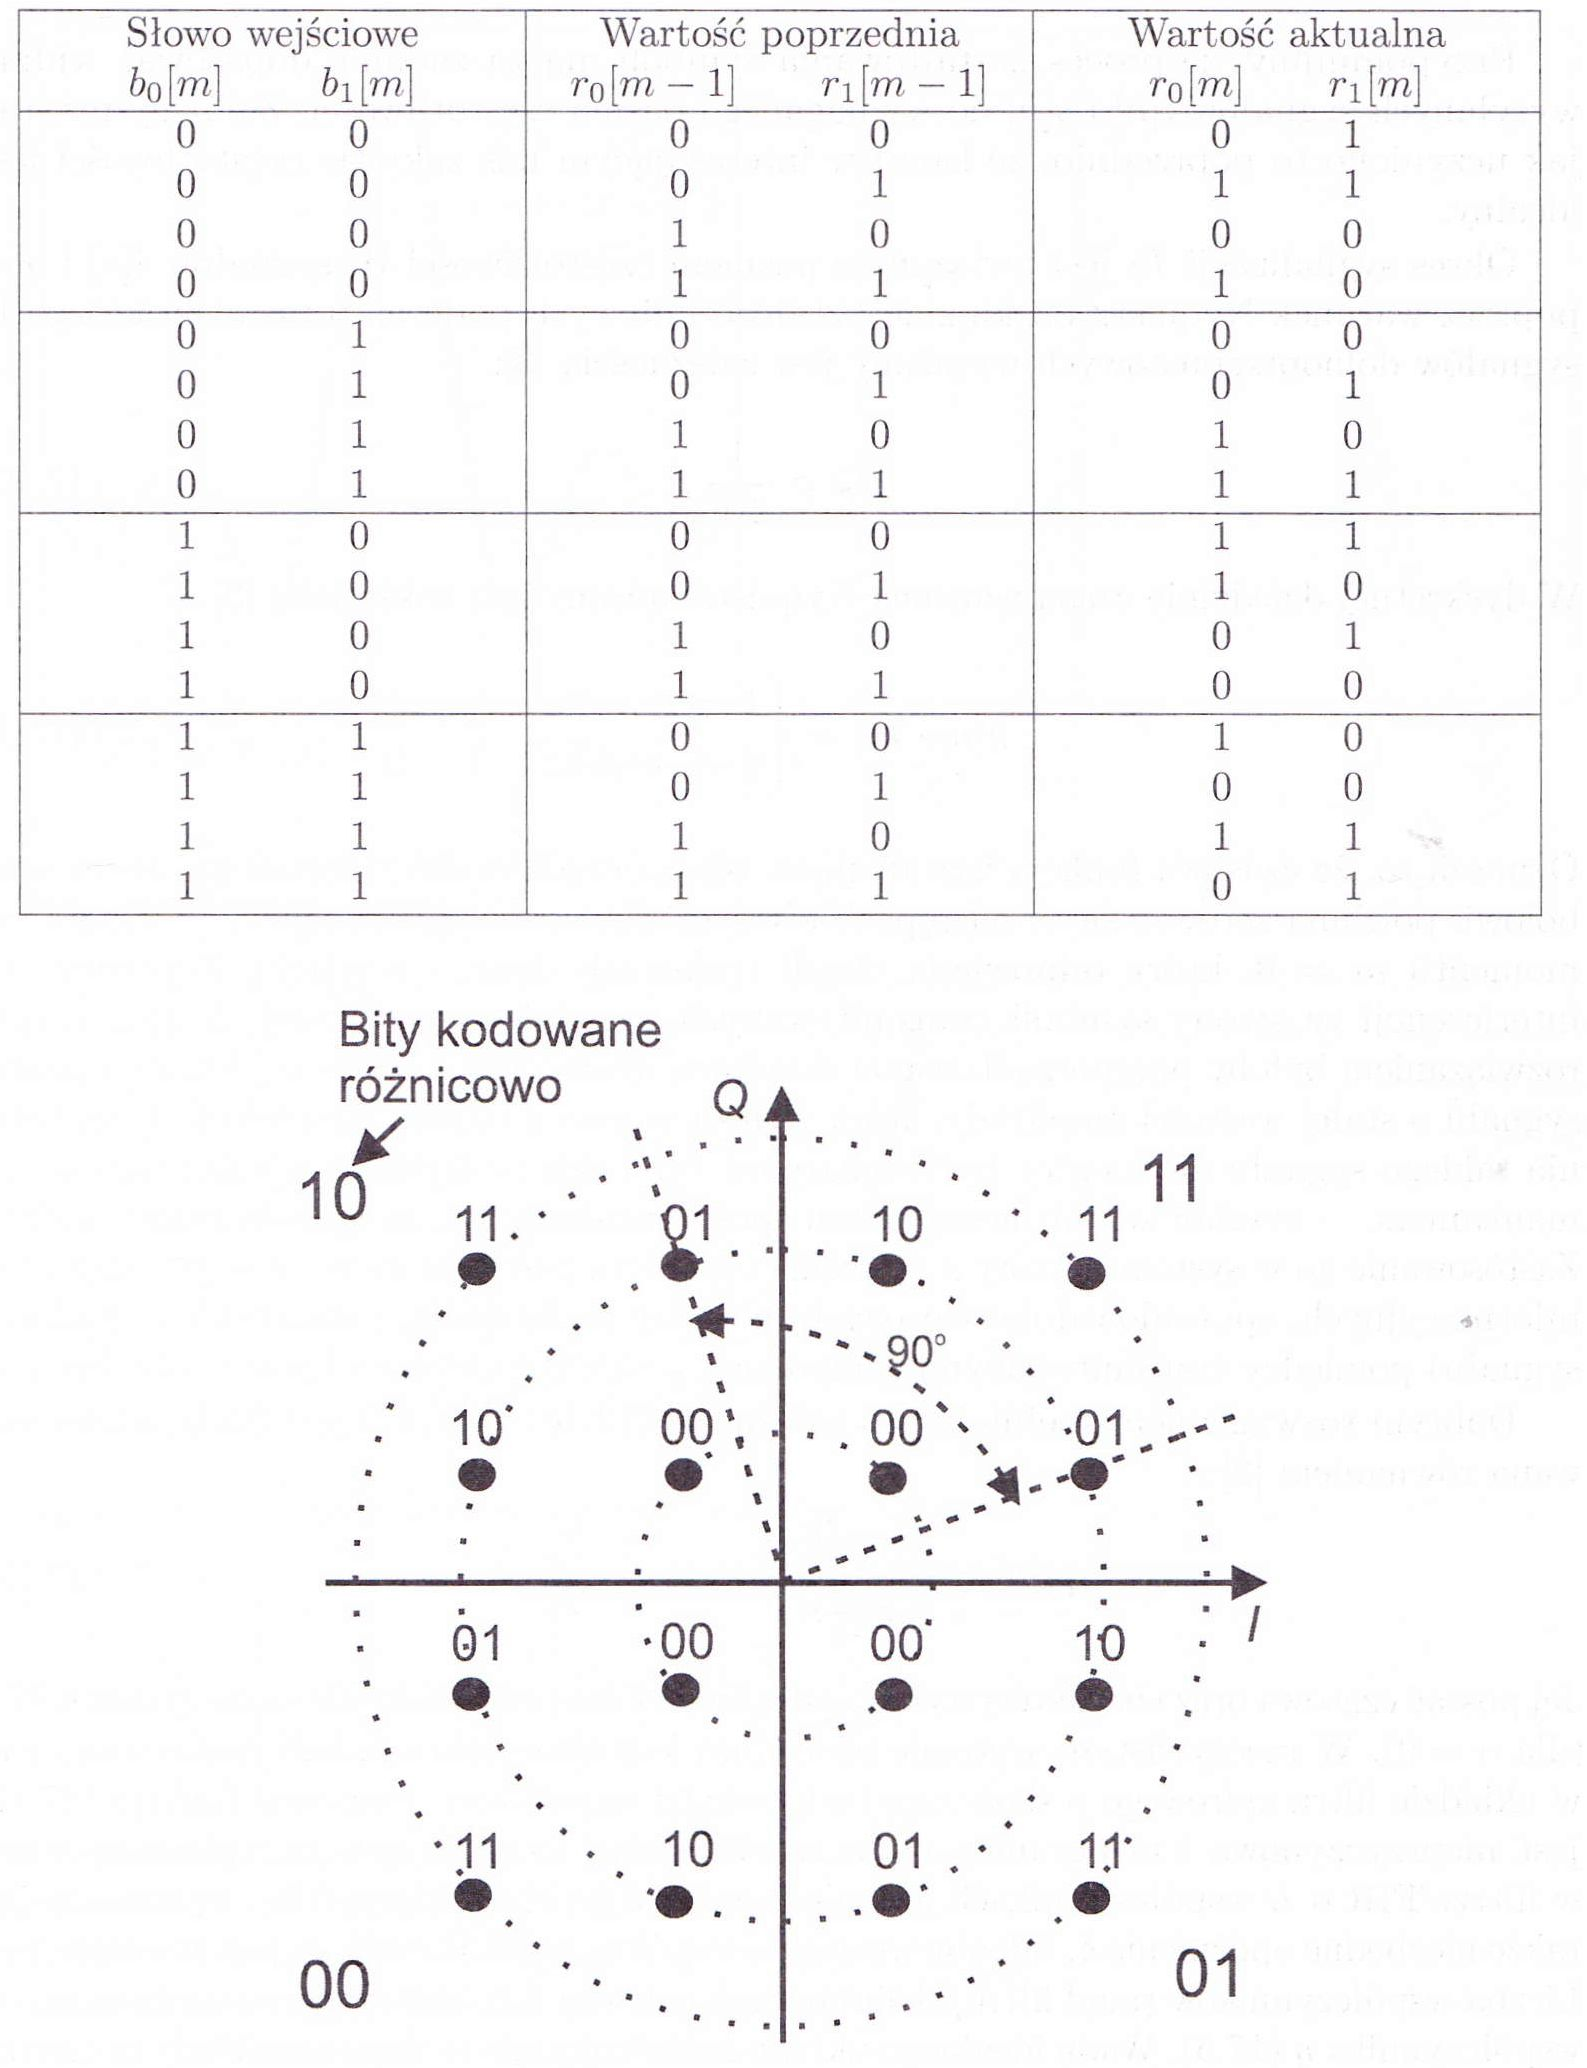 Słowo wejściowe Wartość poprzednia Wartość aktualna
b₀[m] b₁[m] r₀[m − 1] r₁[m − 1] r₀[m] r₁[m]
0 0 0 0 0 1
0 0 0 1 1 1
0 0 1 0 0 0
0 0 1 1 1 0
0 1 0 0 0 0
0 1 0 1 0 1
0 1 1 0 1 0
0 1 1 1 1 1
1 0 0 0 1 1
1 0 0 1 1 0
1 0 1 0 0 1
1 0 1 1 0 0
1 1 0 0 1 0
1 1 0 1 0 0
1 1 1 0 1 1
1 1 1 1 0 1
Bity kodowane
różnicowo
Q
10 11
11 01 10 11
90°
10 00 00 01
I
01 00 00 10
11 10 01 11
00 01